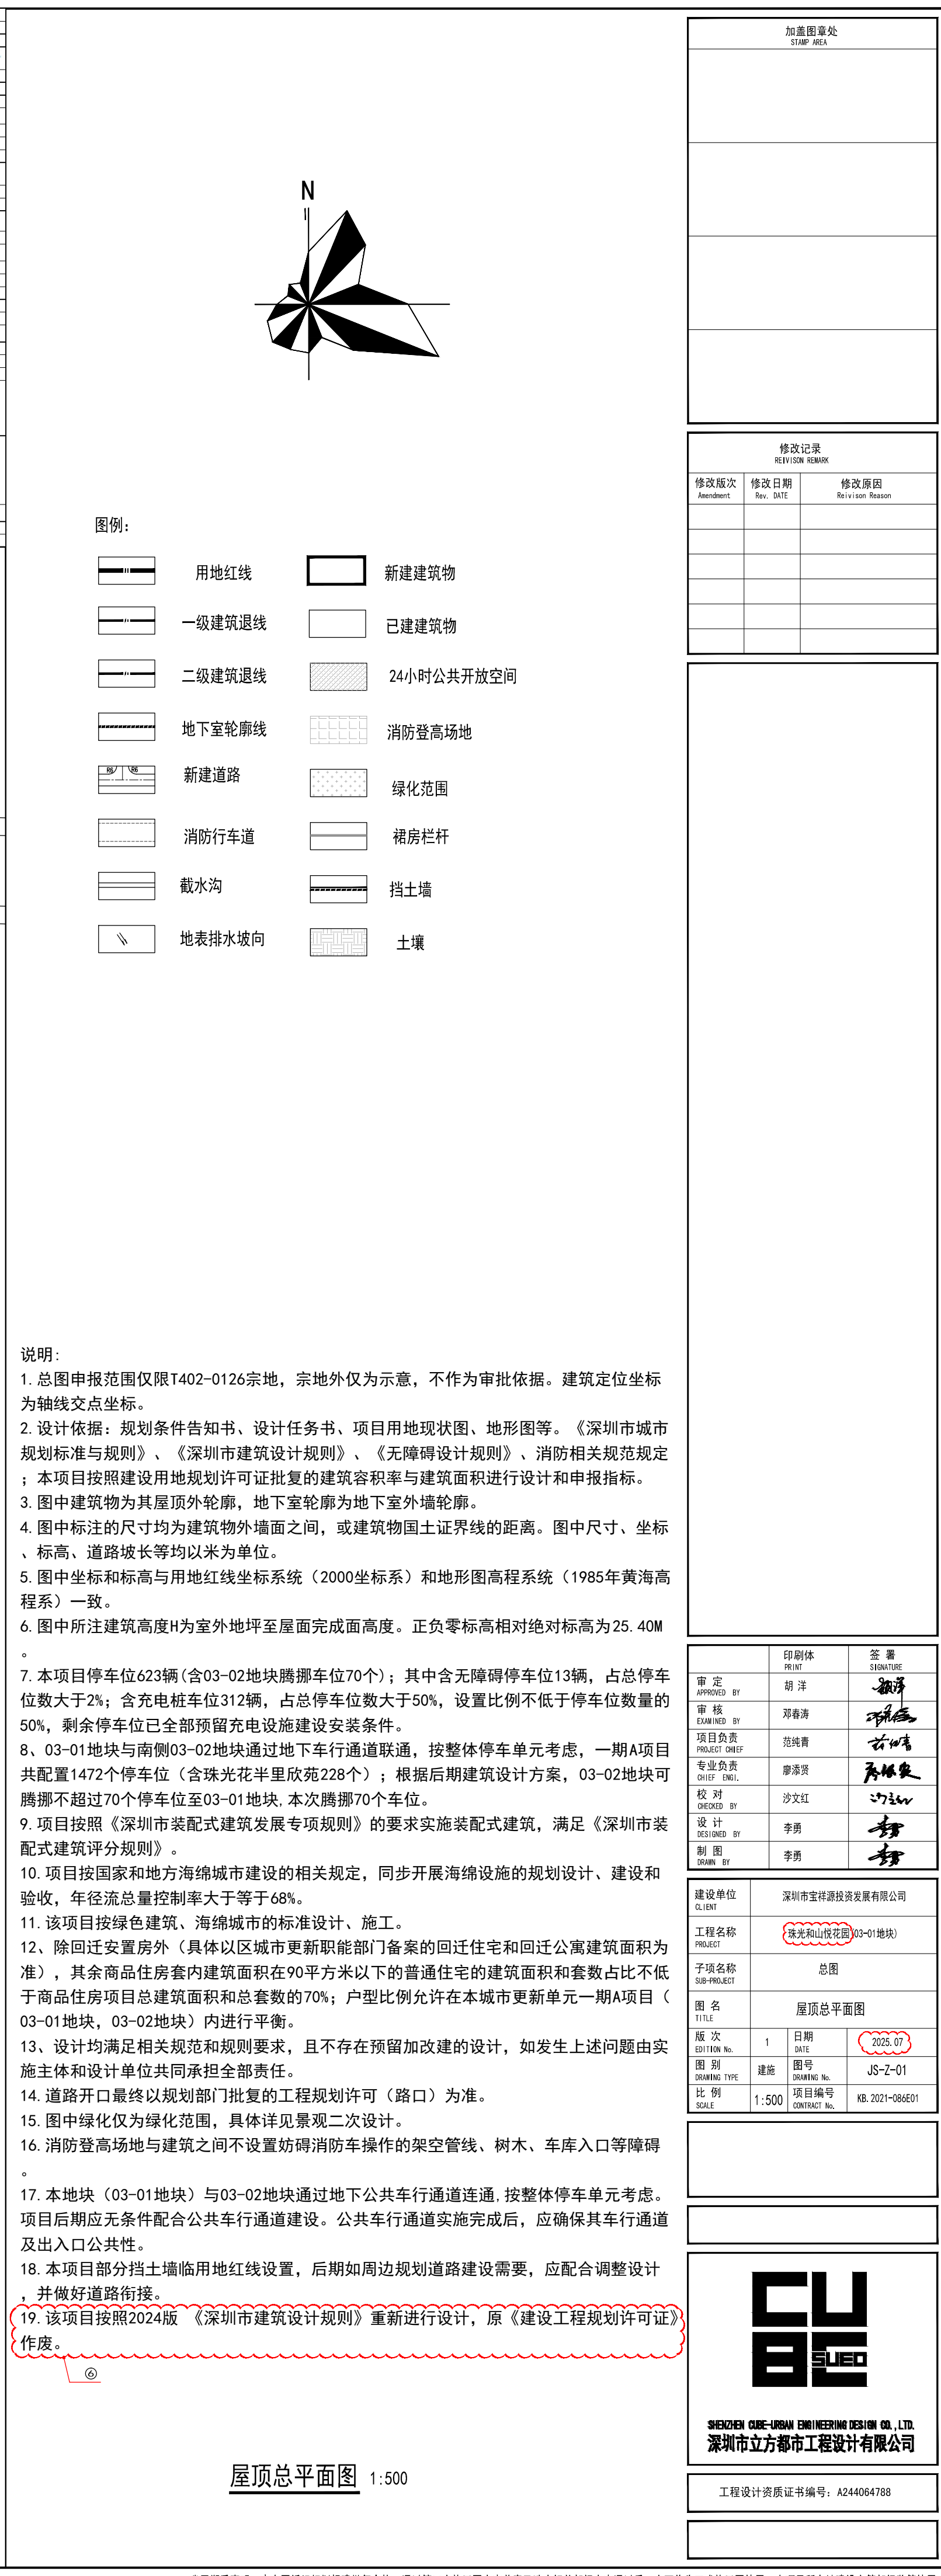 加盖图章处
STAMP AREA
N
修改记录
REIVISON REMARK
修改版次
Amendment
修改日期
Rev. DATE
修改原因
Reivison Reason
图例：
用地红线
新建建筑物
一级建筑退线
已建建筑物
二级建筑退线
24小时公共开放空间
地下室轮廓线
消防登高场地
R6 R6
新建道路
绿化范围
消防行车道
裙房栏杆
截水沟
挡土墙
地表排水坡向
土壤
说明:
1. 总图申报范围仅限T402-0126宗地，宗地外仅为示意，不作为审批依据。建筑定位坐标
为轴线交点坐标。
2. 设计依据：规划条件告知书、设计任务书、项目用地现状图、地形图等。《深圳市城市
规划标准与规则》、《深圳市建筑设计规则》、《无障碍设计规则》、消防相关规范规定
；本项目按照建设用地规划许可证批复的建筑容积率与建筑面积进行设计和申报指标。
3. 图中建筑物为其屋顶外轮廓，地下室轮廓为地下室外墙轮廓。
4. 图中标注的尺寸均为建筑物外墙面之间，或建筑物国土证界线的距离。图中尺寸、坐标
、标高、道路坡长等均以米为单位。
5. 图中坐标和标高与用地红线坐标系统（2000坐标系）和地形图高程系统（1985年黄海高
程系）一致。
6. 图中所注建筑高度H为室外地坪至屋面完成面高度。正负零标高相对绝对标高为25.40M
。
7. 本项目停车位623辆(含03-02地块腾挪车位70个)；其中含无障碍停车位13辆，占总停车
位数大于2%；含充电桩车位312辆，占总停车位数大于50%，设置比例不低于停车位数量的
50%，剩余停车位已全部预留充电设施建设安装条件。
8、03-01地块与南侧03-02地块通过地下车行通道联通，按整体停车单元考虑，一期A项目
共配置1472个停车位（含珠光花半里欣苑228个）；根据后期建筑设计方案，03-02地块可
腾挪不超过70个停车位至03-01地块,本次腾挪70个车位。
9. 项目按照《深圳市装配式建筑发展专项规则》的要求实施装配式建筑，满足《深圳市装
配式建筑评分规则》。
10. 项目按国家和地方海绵城市建设的相关规定，同步开展海绵设施的规划设计、建设和
验收，年径流总量控制率大于等于68%。
11. 该项目按绿色建筑、海绵城市的标准设计、施工。
12、除回迁安置房外（具体以区城市更新职能部门备案的回迁住宅和回迁公寓建筑面积为
准），其余商品住房套内建筑面积在90平方米以下的普通住宅的建筑面积和套数占比不低
于商品住房项目总建筑面积和总套数的70%；户型比例允许在本城市更新单元一期A项目（
03-01地块，03-02地块）内进行平衡。
13、设计均满足相关规范和规则要求，且不存在预留加改建的设计，如发生上述问题由实
施主体和设计单位共同承担全部责任。
14. 道路开口最终以规划部门批复的工程规划许可（路口）为准。
15. 图中绿化仅为绿化范围，具体详见景观二次设计。
16. 消防登高场地与建筑之间不设置妨碍消防车操作的架空管线、树木、车库入口等障碍
。
17. 本地块（03-01地块）与03-02地块通过地下公共车行通道连通,按整体停车单元考虑。
项目后期应无条件配合公共车行通道建设。公共车行通道实施完成后，应确保其车行通道
及出入口公共性。
18. 本项目部分挡土墙临用地红线设置，后期如周边规划道路建设需要，应配合调整设计
，并做好道路衔接。
19. 该项目按照2024版 《深圳市建筑设计规则》重新进行设计，原《建设工程规划许可证》
作废。
⑥
屋顶总平面图 1:500
印刷体
PRINT
签 署
SIGNATURE
审 定
APPROVED BY
胡 洋
审 核
EXAMINED BY
邓春涛
项目负责
PROJECT CHIEF
范纯青
专业负责
CHIEF ENGI.
廖添贤
校 对
CHECKED BY
沙文红
设 计
DESIGNED BY
李勇
制 图
DRAWN BY
李勇
建设单位
CLIENT
深圳市宝祥源投资发展有限公司
工程名称
PROJECT
珠光和山悦花园(03-01地块)
子项名称
SUB-PROJECT
总图
图 名
TITLE
屋顶总平面图
版 次
EDITION No.
1
日期
DATE
2025.07
图 别
DRAWING TYPE
建施
图号
DRAWING No.
JS-Z-01
比 例
SCALE
1:500
项目编号
CONTRACT No.
KB.2021-086E01
CUBE
SUED
SHENZHEN CUBE-URBAN ENGINEERING DESIGN CO.,LTD.
深圳市立方都市工程设计有限公司
工程设计资质证书编号：A244064788